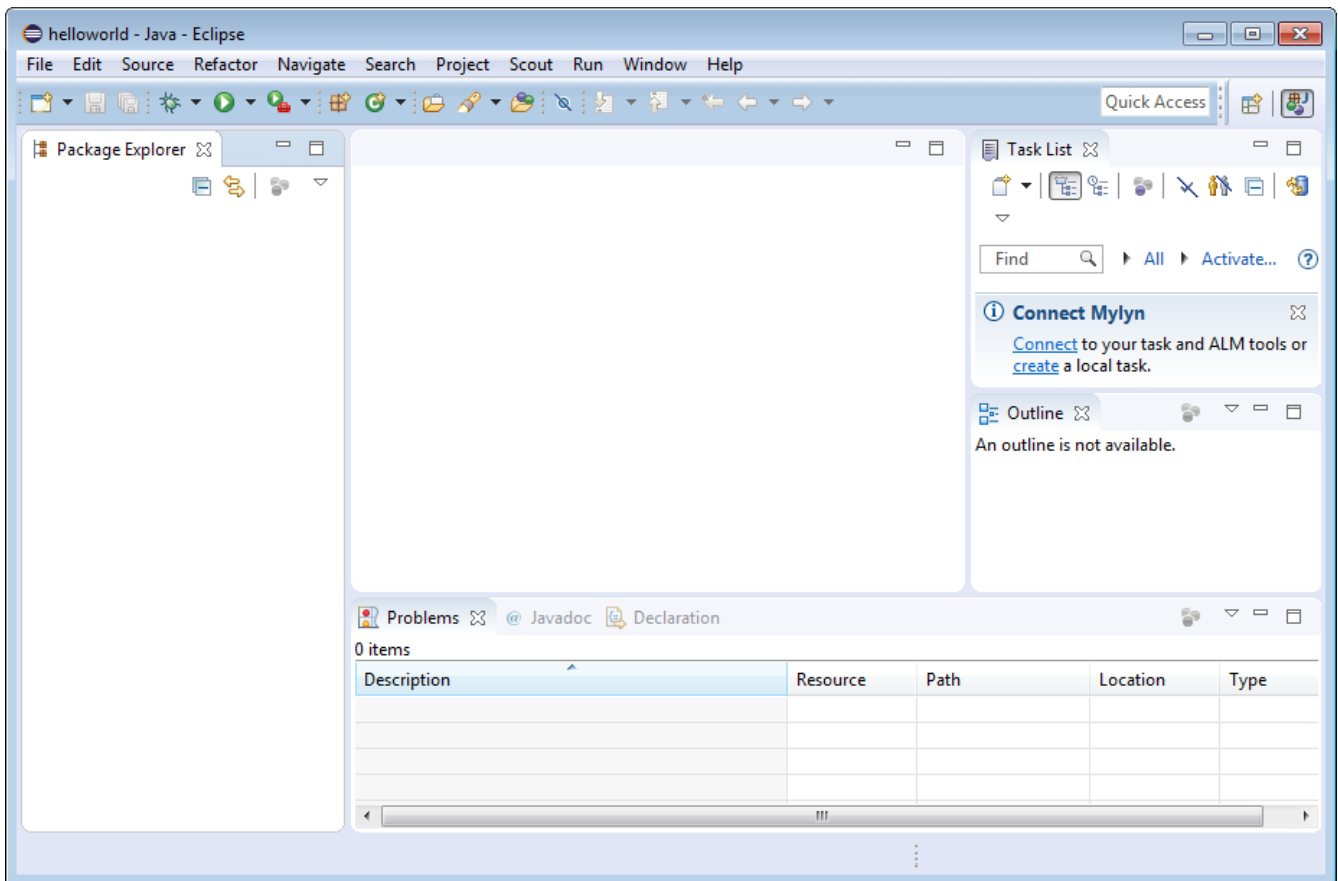 helloworld - Java - Eclipse
File Edit Source Refactor Navigate Search Project Scout Run Window Help
Quick Access
Package Explorer
Task List
Find All Activate...
Connect Mylyn
Connect to your task and ALM tools or
create a local task.
Outline
An outline is not available.
Problems @ Javadoc Declaration
0 items
Description Resource Path Location Type